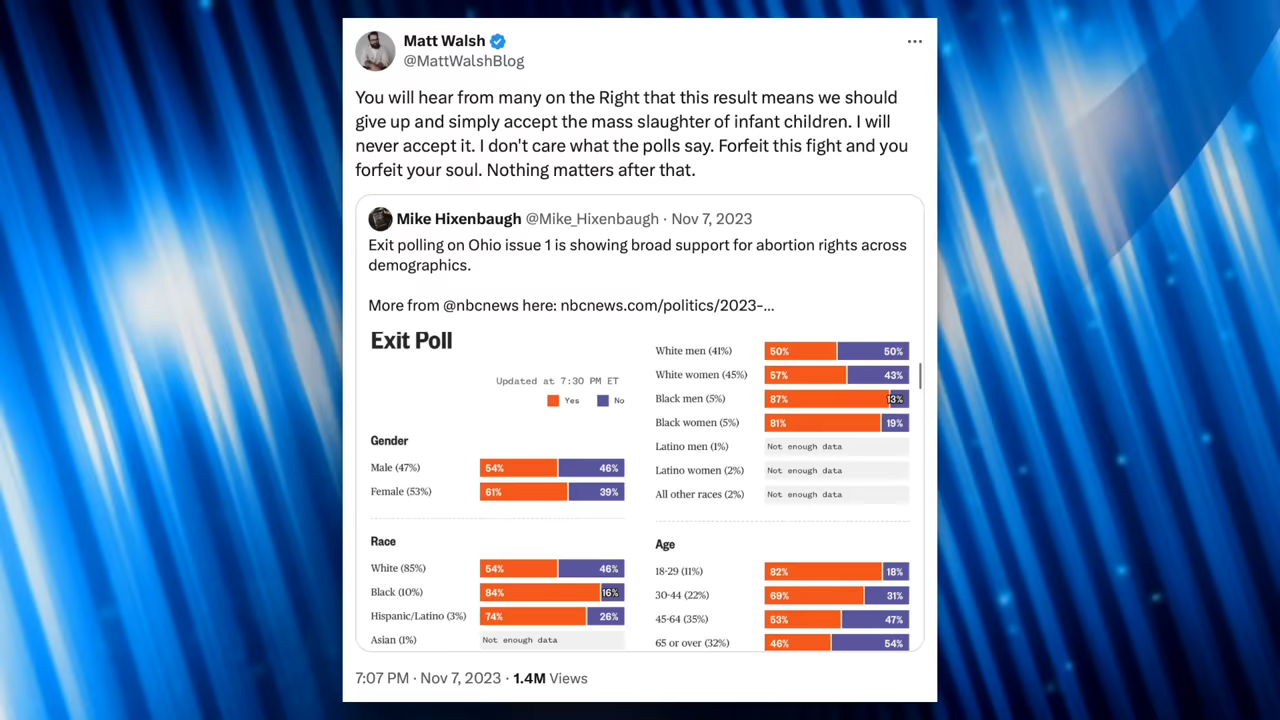 Matt Walsh
@MattWalshBlog
You will hear from many on the Right that this result means we should
give up and simply accept the mass slaughter of infant children. I will
never accept it. I don't care what the polls say. Forfeit this fight and you
forfeit your soul. Nothing matters after that.
Mike Hixenbaugh @Mike_Hixenbaugh · Nov 7, 2023
Exit polling on Ohio issue 1 is showing broad support for abortion rights across
demographics.
More from @nbcnews here: nbcnews.com/politics/2023-...
Exit Poll
Updated at 7:30 PM ET
Yes No
Gender
Male (47%) 54% 46%
Female (53%) 61% 39%
Race
White (85%) 54% 46%
Black (10%) 84% 16%
Hispanic/Latino (3%) 74% 26%
Asian (1%) Not enough data
White men (41%) 50% 50%
White women (45%) 57% 43%
Black men (5%) 87% 13%
Black women (5%) 81% 19%
Latino men (1%) Not enough data
Latino women (2%) Not enough data
All other races (2%) Not enough data
Age
18-29 (11%) 82% 18%
30-44 (22%) 69% 31%
45-64 (35%) 53% 47%
65 or over (32%) 46% 54%
7:07 PM · Nov 7, 2023 · 1.4M Views